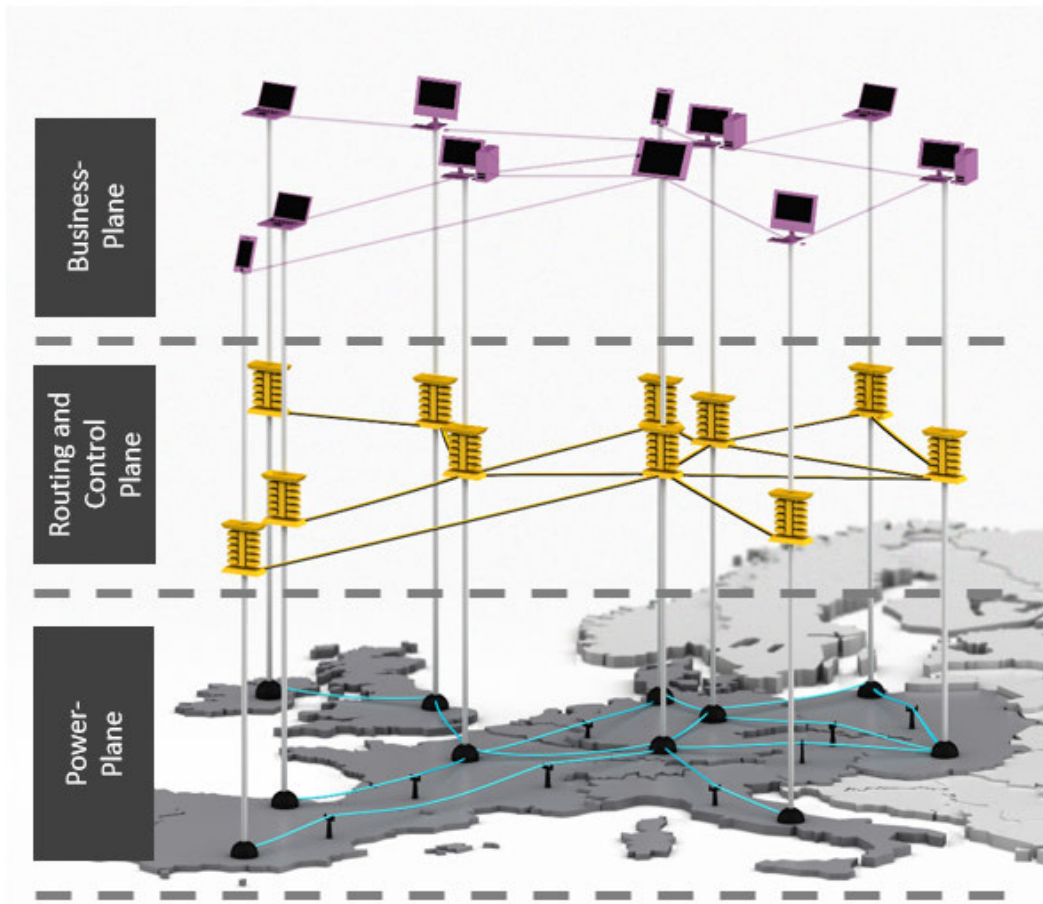 Business-
Plane
Routing and
Control
Plane
Power-
Plane